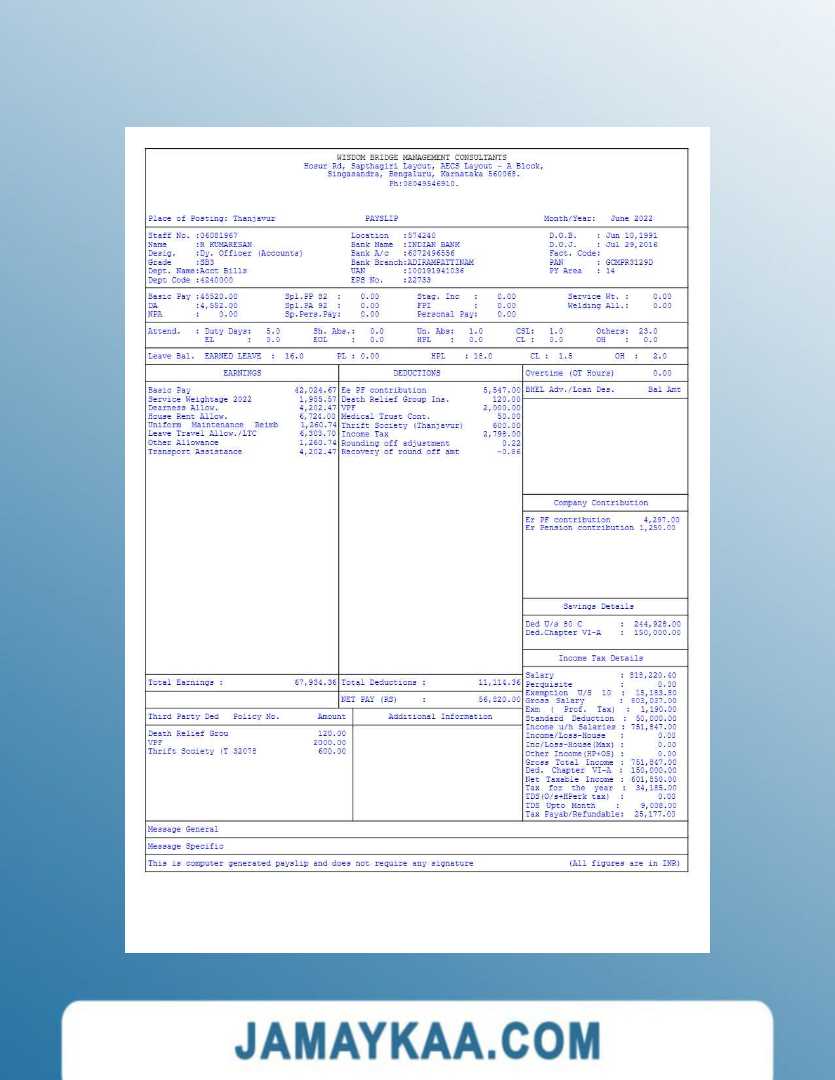 WISDOM BRIDGE MANAGEMENT CONSULTANTS
Hosur Rd, Sapthagiri Layout, AECS Layout - A Block,
Singasandra, Bengaluru, Karnataka 560068.
Ph:08049546910.
Place of Posting: Thanjavur PAYSLIP Month/Year: June 2022
Staff No. :06081967 Location :574240 D.O.B. : Jun 10,1991
Name :R KUMARESAN Bank Name :INDIAN BANK D.O.J. : Jul 29,2016
Desig. :Dy. Officer (Accounts) Bank A/c :6072496586 Fact. Code:
Grade :SB3 Bank Branch:ADIRAMPATTINAM PAN : GCMPR3129D
Dept. Name:Acct Bills UAN :100191941036 PY Area : 14
Dept Code :4240000 EPS No. :22733
Basic Pay :45520.00 Spl.PP 82 : 0.00 Stag. Inc : 0.00 Service Wt. : 0.00
DA :4,552.00 Spl.PA 92 : 0.00 FPI : 0.00 Welding All.: 0.00
NPA : 0.00 Sp.Pers.Pay: 0.00 Personal Pay: 0.00
Attend. : Duty Days: 5.0 Sh. Abs.: 0.0 Un. Abs: 1.0 CSL: 1.0 Others: 23.0
EL : 0.0 EOL : 0.0 HPL : 0.0 CL : 0.0 OH : 0.0
Leave Bal. EARNED LEAVE : 16.0 PL : 0.00 HPL : 18.0 CL : 1.5 OH : 2.0
EARNINGS DEDUCTIONS Overtime (OT Hours) 0.00
Basic Pay 42,024.67 Ee PF contribution 5,547.00 BHEL Adv./Loan Des. Bal Amt
Service Weightage 2022 1,985.57 Death Relief Group Ins. 120.00
Dearness Allow. 4,202.47 VPF 2,000.00
House Rent Allow. 6,724.00 Medical Trust Cont. 50.00
Uniform Maintenance Reimb 1,260.74 Thrift Society (Thanjavur) 600.00
Leave Travel Allow./LTC 6,303.70 Income Tax 2,798.00
Other Allowance 1,260.74 Rounding off adjustment 0.22
Transport Assistance 4,202.47 Recovery of round off amt -0.86
Company Contribution
Er PF contribution 4,297.00
Er Pension contribution 1,250.00
Savings Details
Ded U/s 80 C : 244,928.00
Ded.Chapter VI-A : 150,000.00
Income Tax Details
Salary : 818,220.40
Perquisite : 0.00
Exemption U/S 10 : 15,183.80
Gross Salary : 803,037.00
Exm ( Prof. Tax) : 1,190.00
Standard Deduction : 50,000.00
Income u/h Salaries : 751,847.00
Income/Loss-House : 0.00
Inc/Loss-House(Max) : 0.00
Other Income(HP+OS) : 0.00
Gross Total Income : 751,847.00
Ded. Chapter VI-A : 150,000.00
Net Taxable Income : 601,850.00
Tax for the year : 34,185.00
TDS(O/s+HPerk tax) : 0.00
TDS Upto Month : 9,008.00
Tax Payab/Refundable: 25,177.00
Total Earnings : 67,934.36 Total Deductions : 11,114.36
NET PAY (RS) : 56,820.00
Third Party Ded Policy No. Amount Additional Information
Death Relief Grou 120.00
VPF 2000.00
Thrift Society (T 32078 600.00
Message General
Message Specific
This is computer generated payslip and does not require any signature (All figures are in INR)
JAMAYKAA.COM